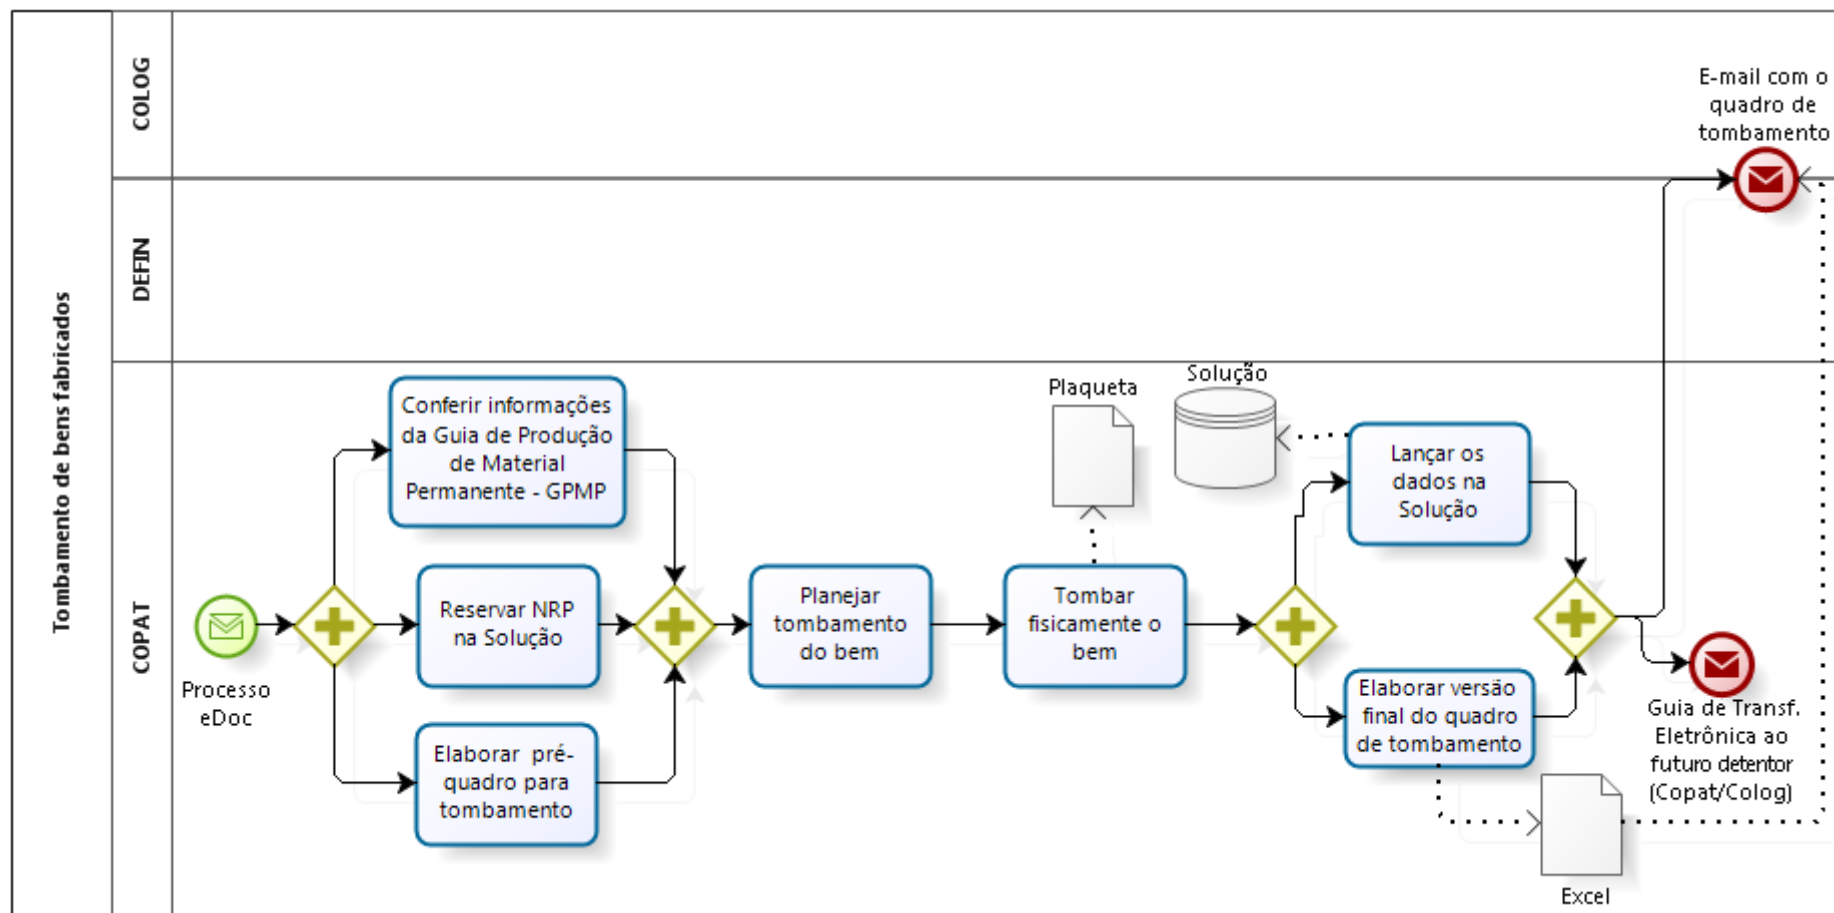 Tombamento de bens fabricados
COLOG
DEFIN
COPAT
E-mail com o
quadro de
tombamento
Processo
eDoc
Conferir informações
da Guia de Produção
de Material
Permanente - GPMP
Reservar NRP
na Solução
Elaborar  pré-
quadro para
tombamento
Planejar
tombamento
do bem
Plaqueta
Tombar
fisicamente o
bem
Solução
Lançar os
dados na
Solução
Elaborar versão
final do quadro
de tombamento
Guia de Transf.
Eletrônica ao
futuro detentor
(Copat/Colog)
Excel